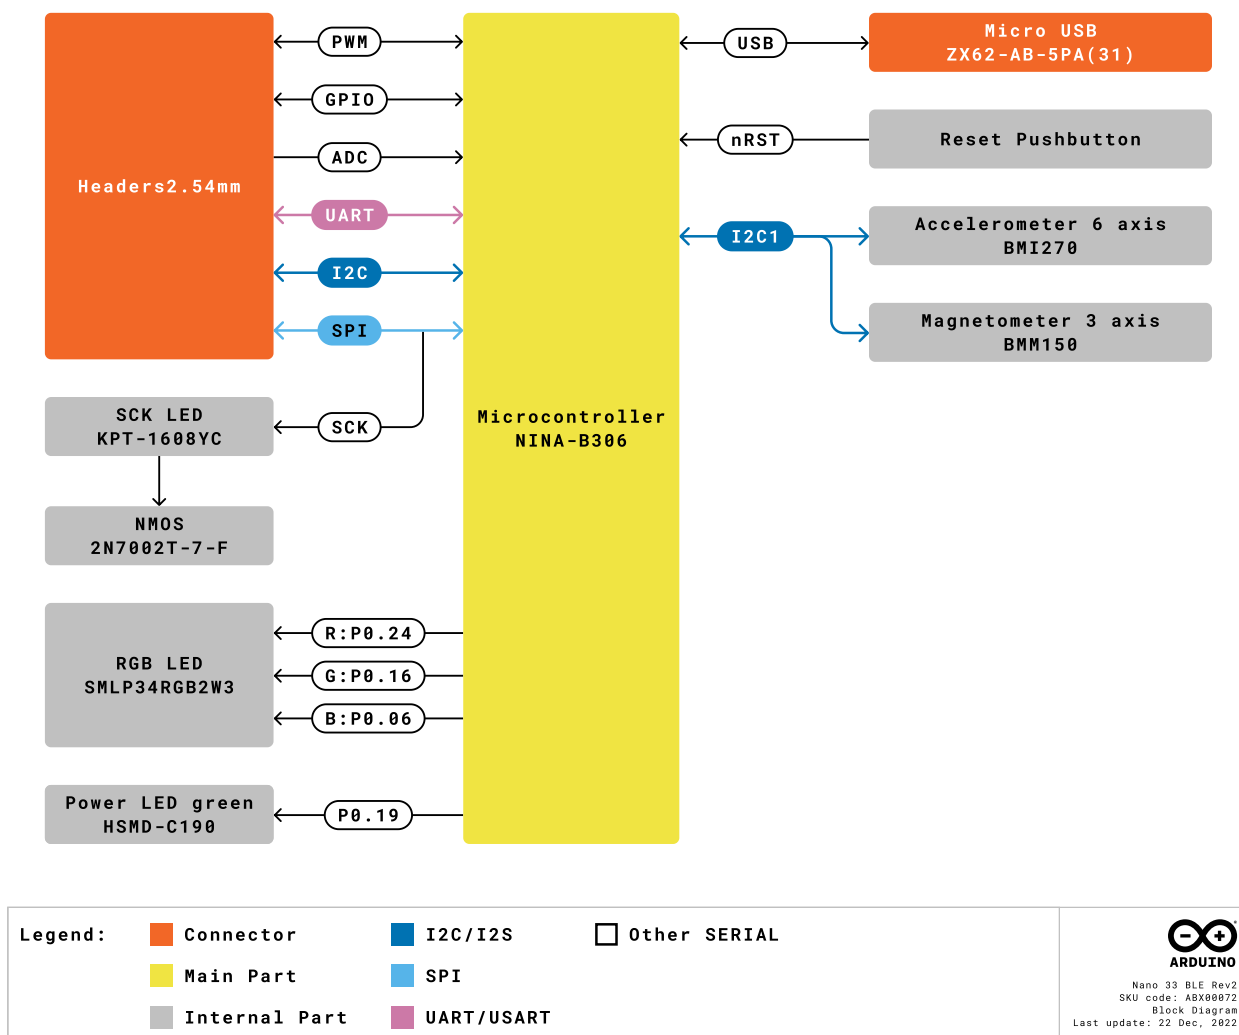 Headers2.54mm
PWM
GPIO
ADC
UART
I2C
SPI
SCK
SCK LED
KPT-1608YC
NMOS
2N7002T-7-F
RGB LED
SMLP34RGB2W3
R:P0.24
G:P0.16
B:P0.06
Power LED green
HSMD-C190
P0.19
Microcontroller
NINA-B306
USB
Micro USB
ZX62-AB-5PA(31)
nRST
Reset Pushbutton
I2C1
Accelerometer 6 axis
BMI270
Magnetometer 3 axis
BMM150
Legend:
Connector
Main Part
Internal Part
I2C/I2S
SPI
UART/USART
Other SERIAL
ARDUINO
Nano 33 BLE Rev2
SKU code: ABX00072
Block Diagram
Last update: 22 Dec, 2022